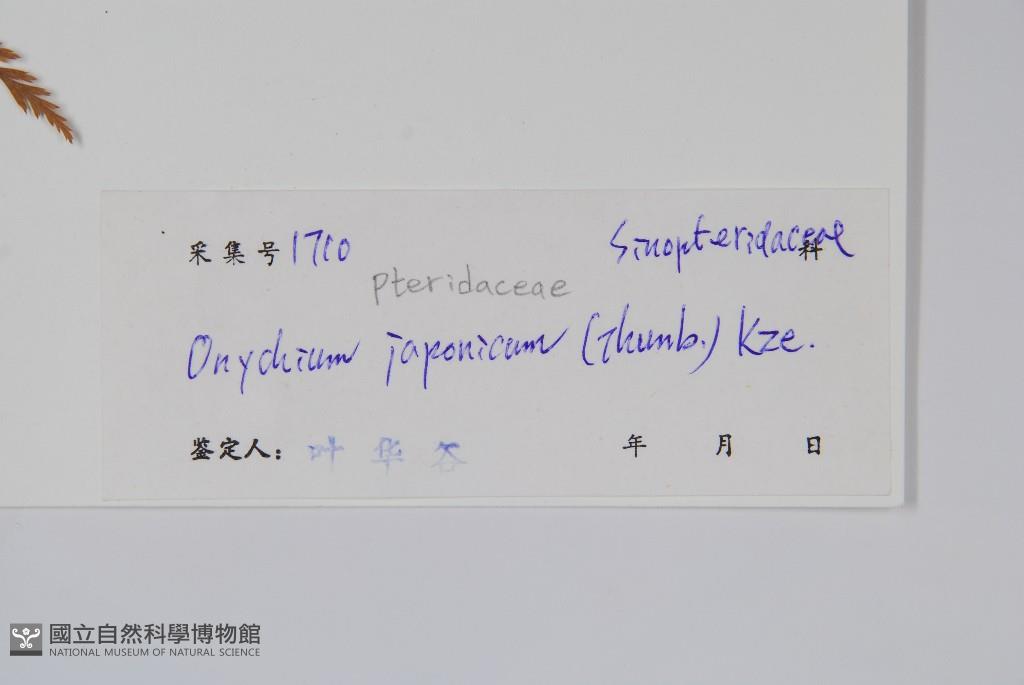 采集号 1710 Sinopteridaceae 科
pteridaceae
Onychium japonicum (Thunb.) Kze.
鉴定人: 叶华谷 年 月 日
國立自然科學博物館
NATIONAL MUSEUM OF NATURAL SCIENCE